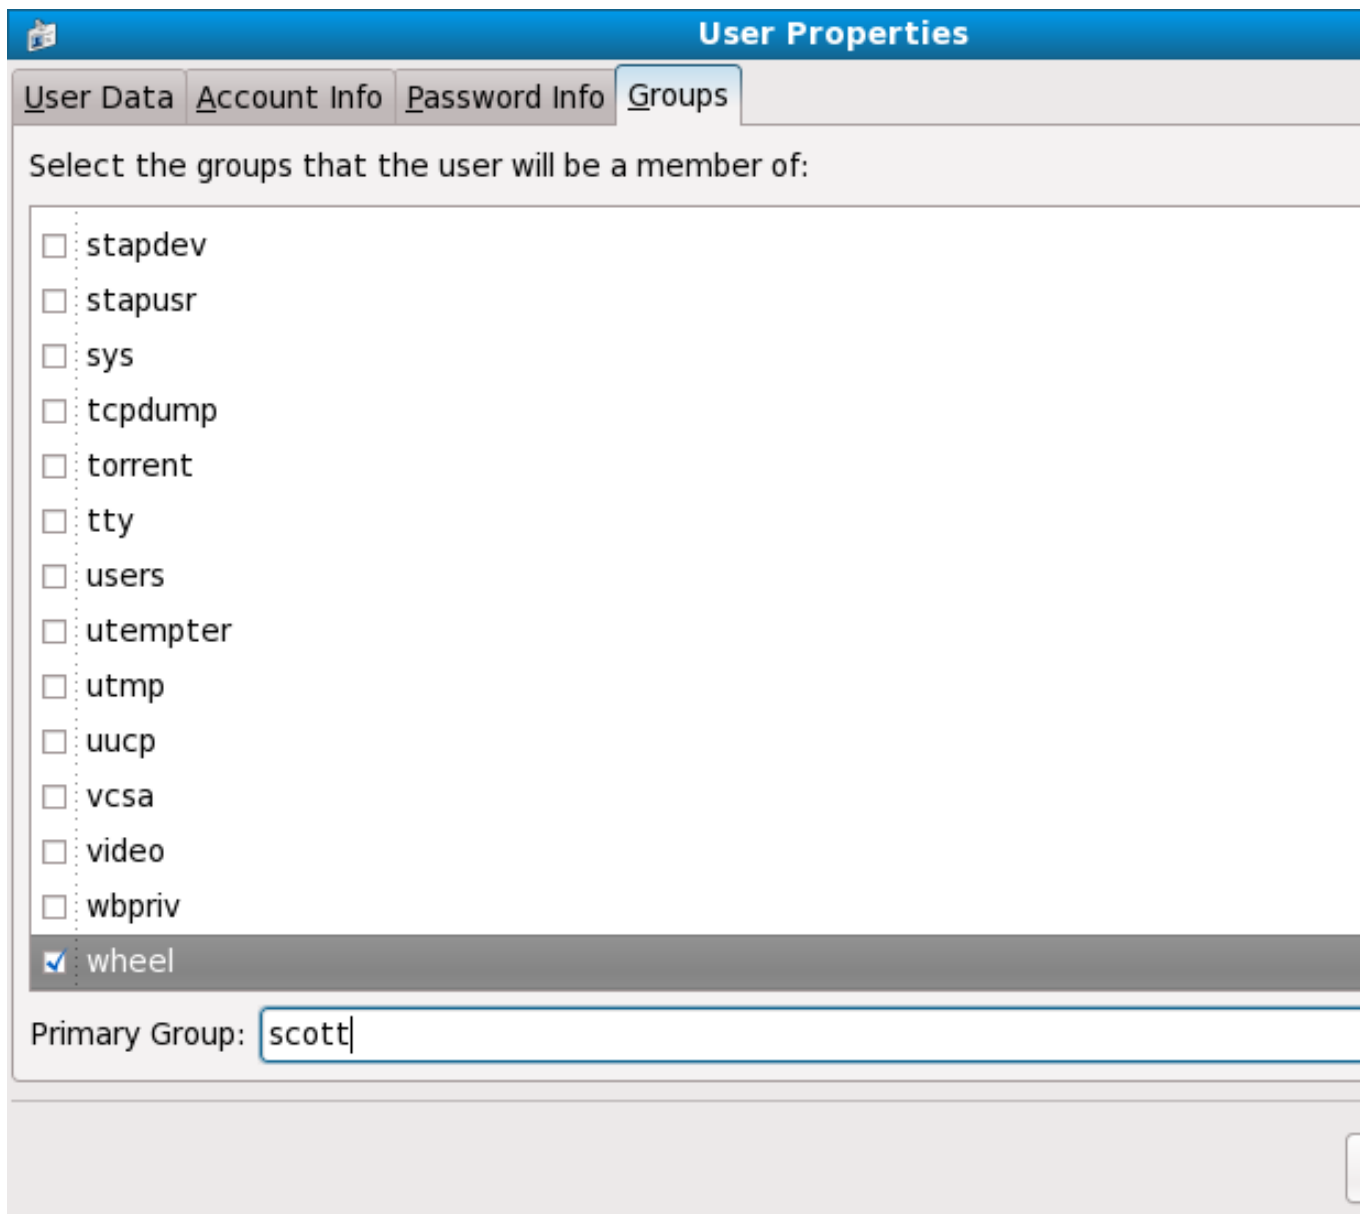 User Properties
User Data Account Info Password Info Groups
Select the groups that the user will be a member of:
stapdev
stapusr
sys
tcpdump
torrent
tty
users
utempter
utmp
uucp
vcsa
video
wbpriv
wheel
Primary Group: scott